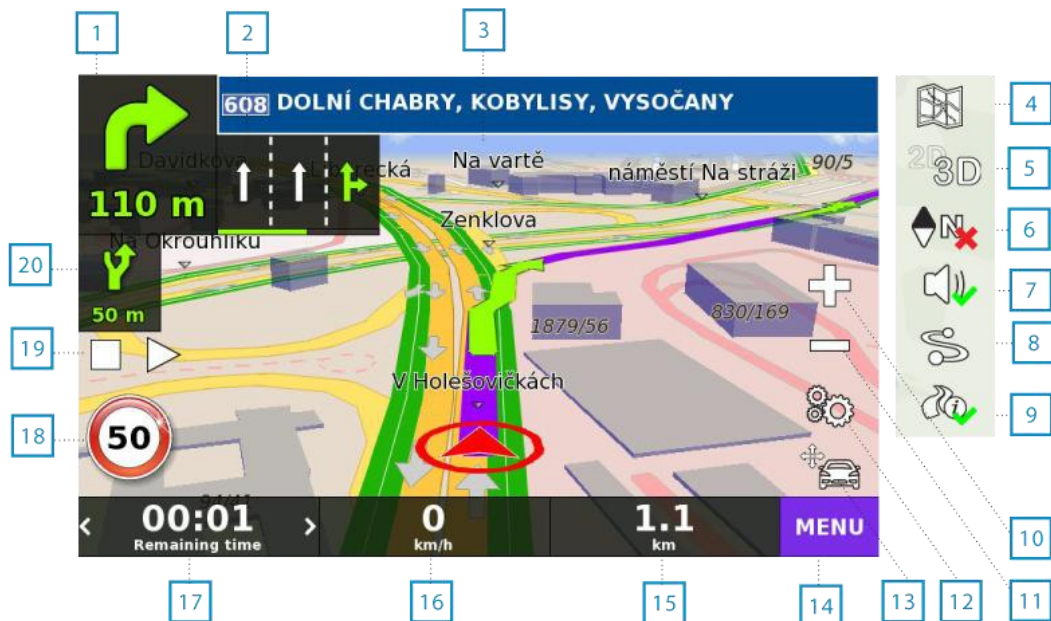 1
2
3
608 DOLNÍ CHABRY, KOBYLISY, VYSOČANY
4
Davídkova
Na vartě
náměstí Na stráži
90/5
2D
3D
5
110 m
Zenklova
N
6
Na Okrouhlíku
20
7
50 m
1879/56
830/169
19
8
V Holešovičkách
50
18
9
00:01
Remaining time
0
km/h
1.1
km
MENU
10
17
16
15
14
13
12
11